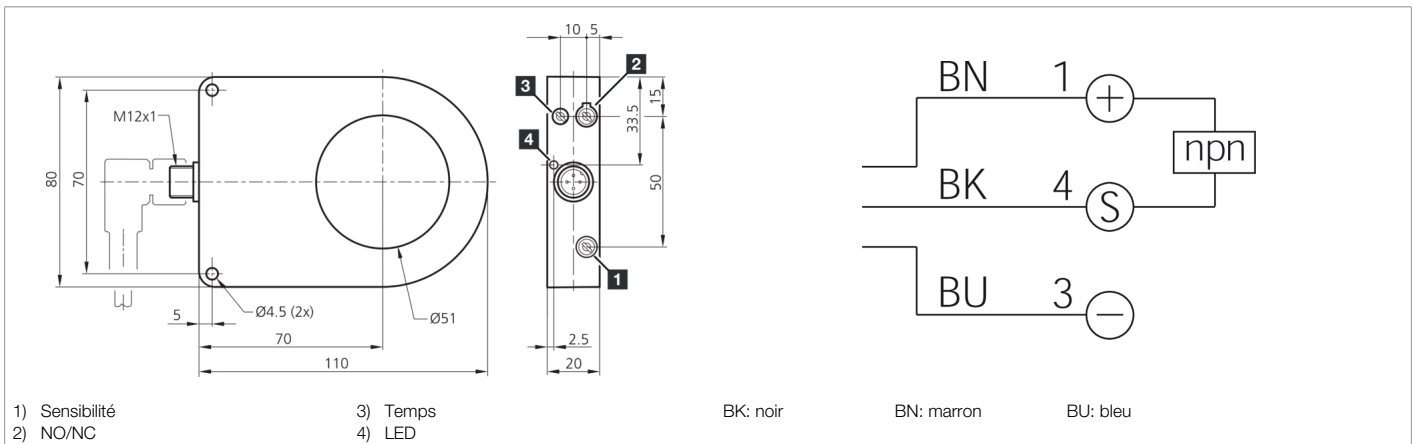 10 5
2
3
4
15
33.5
50
M12x1
80
70
BN 1 +
npn
BK 4 S
BU 3 −
1
Ø4.5 (2x)
Ø51
5
70
110
2.5
20
1) Sensibilité
2) NO/NC
3) Temps
4) LED
BK: noir
BN: marron
BU: bleu